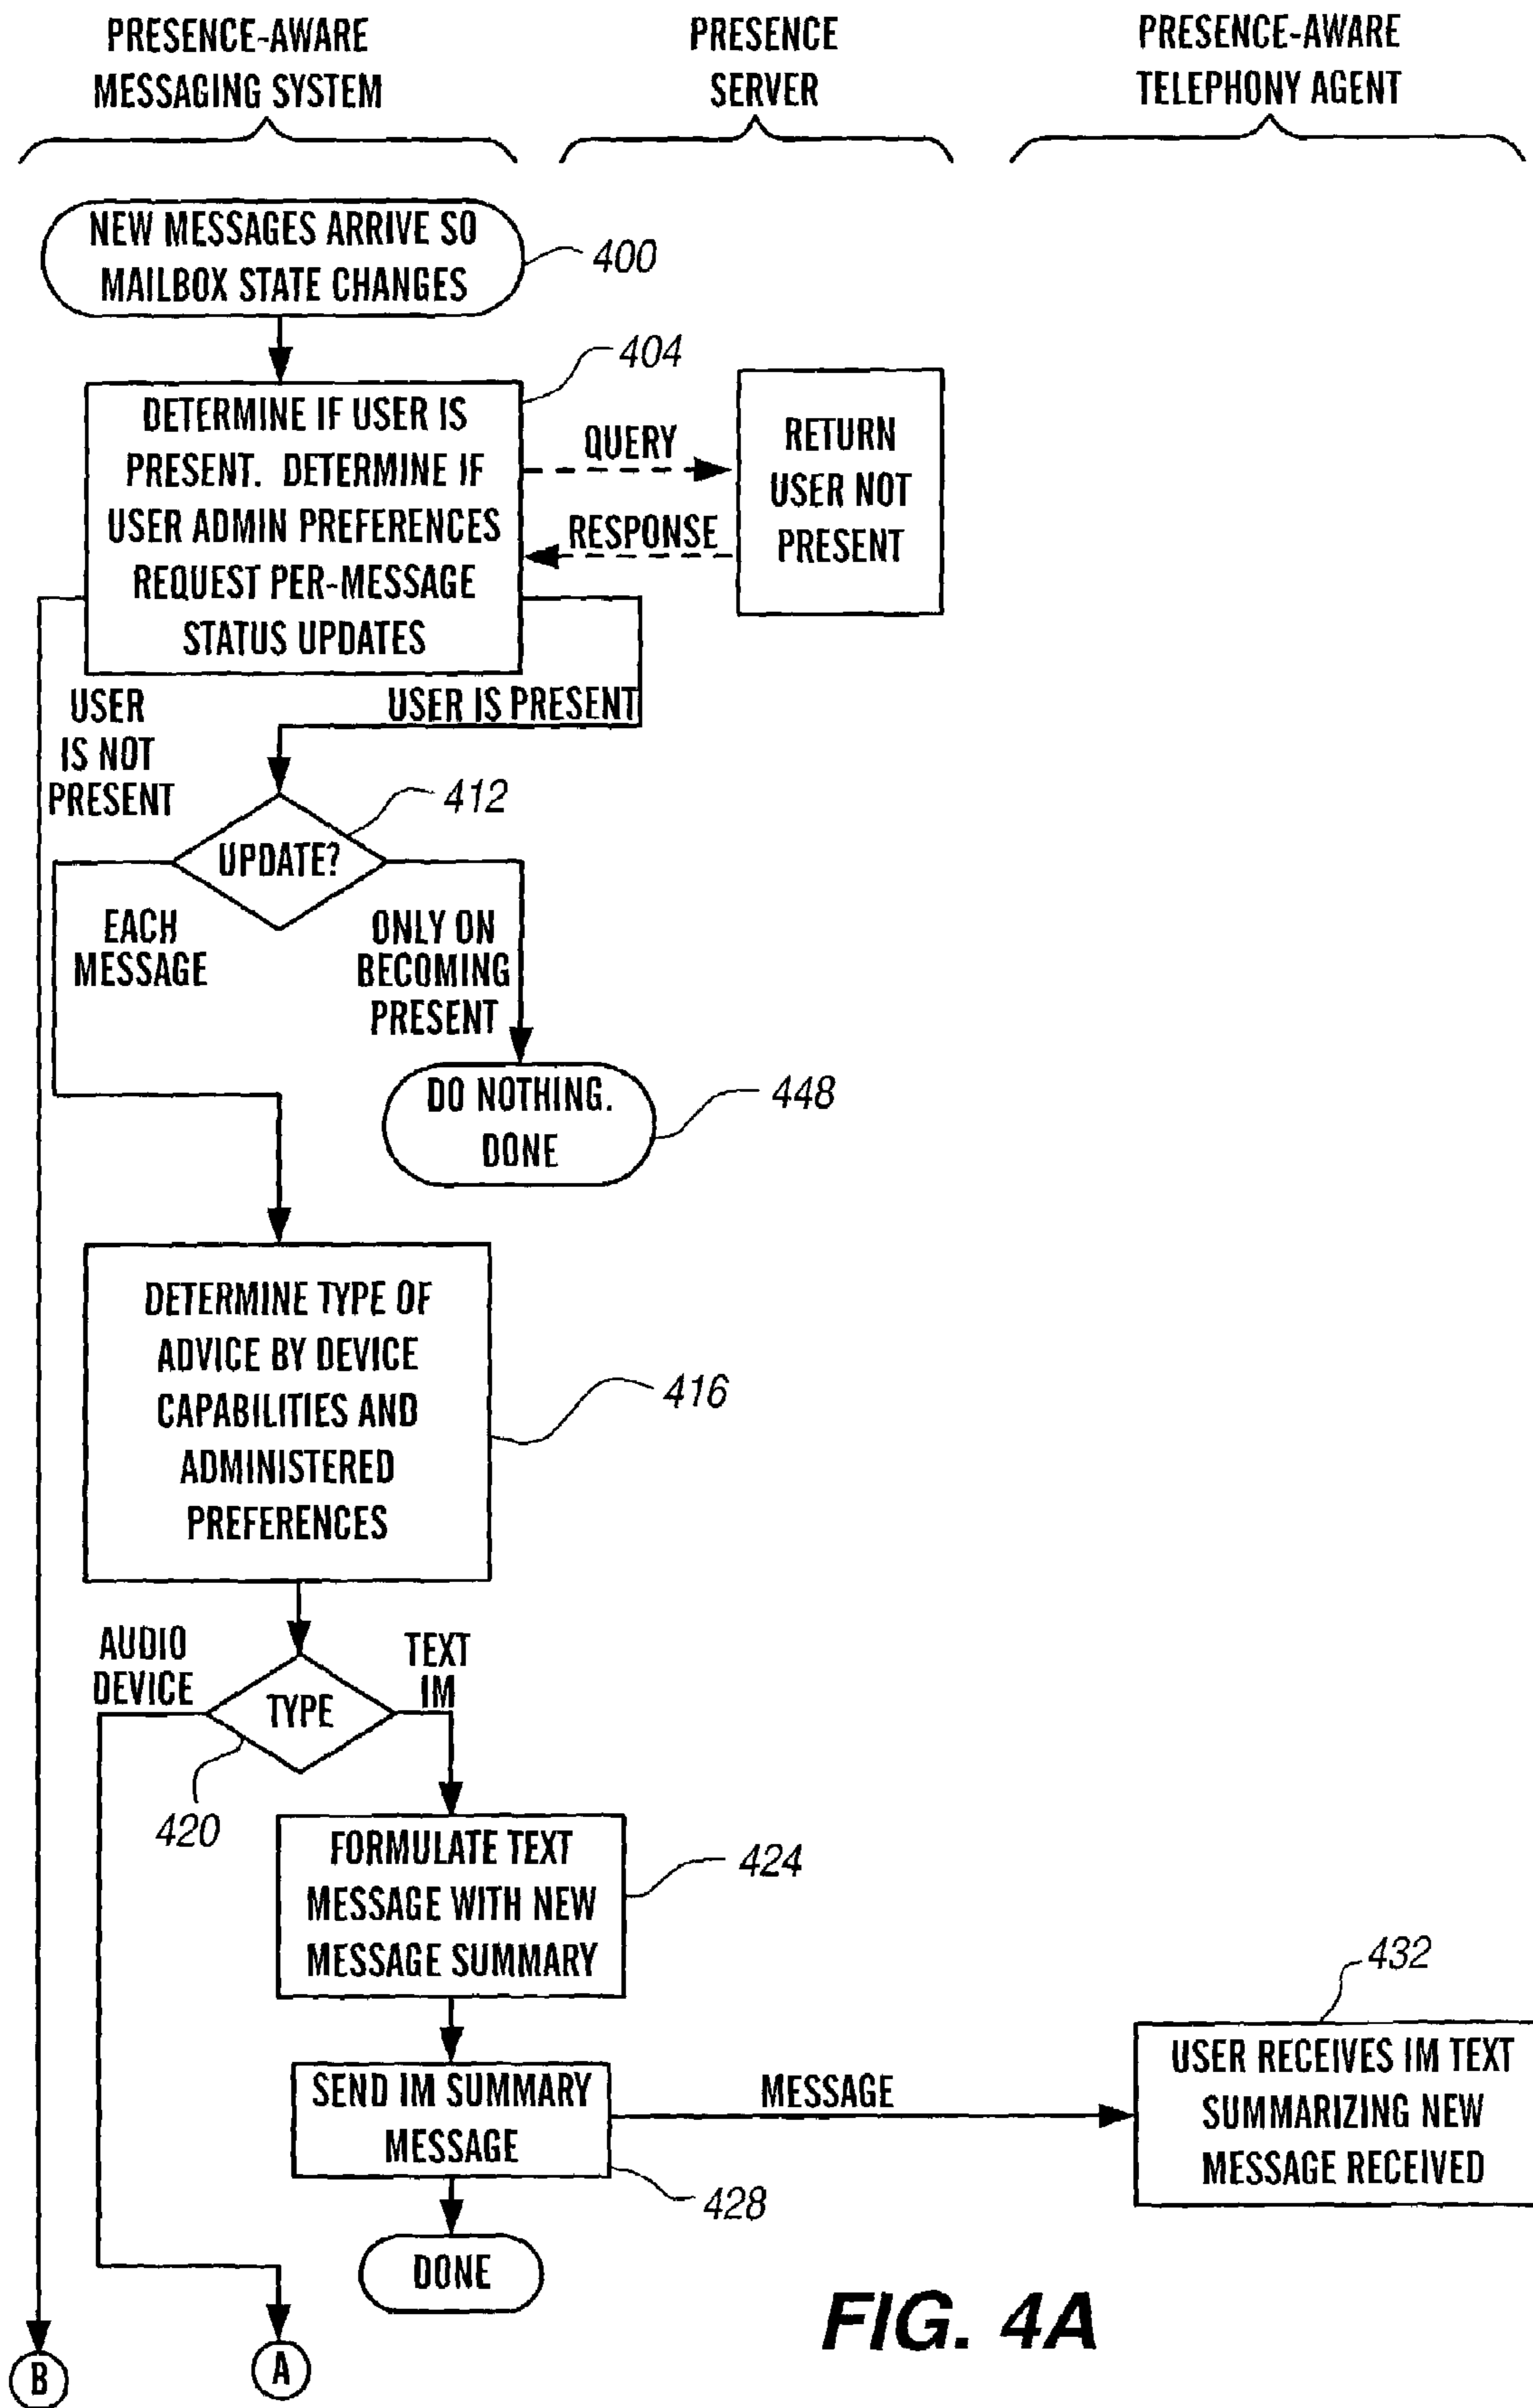 PRESENCE-AWARE
MESSAGING SYSTEM
PRESENCE
SERVER
PRESENCE-AWARE
TELEPHONY AGENT
NEW MESSAGES ARRIVE SO
MAILBOX STATE CHANGES
400
404
DETERMINE IF USER IS
PRESENT. DETERMINE IF
USER ADMIN PREFERENCES
REQUEST PER-MESSAGE
STATUS UPDATES
QUERY
RESPONSE
RETURN
USER NOT
PRESENT
USER
IS NOT
PRESENT
USER IS PRESENT
412
UPDATE?
EACH
MESSAGE
ONLY ON
BECOMING
PRESENT
DO NOTHING.
DONE
448
DETERMINE TYPE OF
ADVICE BY DEVICE
CAPABILITIES AND
ADMINISTERED
PREFERENCES
416
AUDIO
DEVICE
TEXT
IM
TYPE
420
FORMULATE TEXT
MESSAGE WITH NEW
MESSAGE SUMMARY
424
SEND IM SUMMARY
MESSAGE
428
MESSAGE
432
USER RECEIVES IM TEXT
SUMMARIZING NEW
MESSAGE RECEIVED
DONE
B
A
FIG. 4A